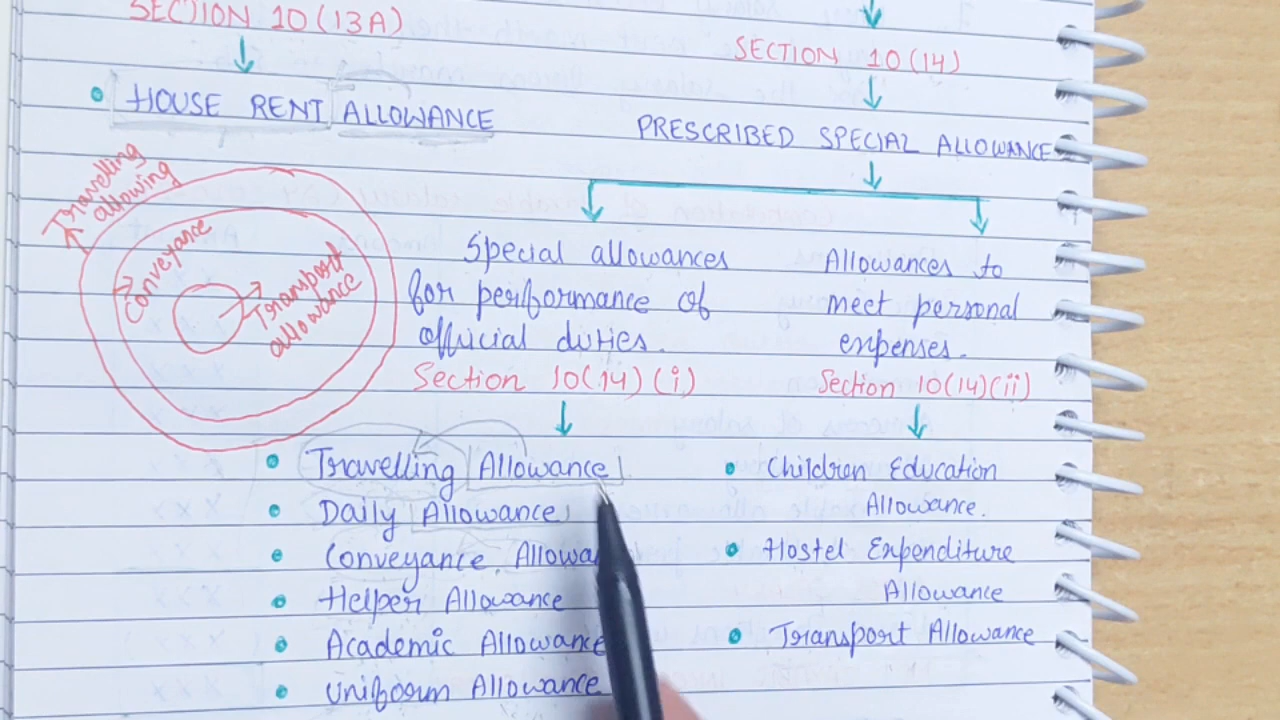 SECTION 10(13A)
• HOUSE RENT ALLOWANCE
SECTION 10(14)
PRESCRIBED SPECIAL ALLOWANCE
Travelling
allowing
Conveyance
Transport
allowance
Special allowances
for performance of
official duties.
Section 10(14)(i)
• Travelling Allowance
• Daily Allowance
• Conveyance Allowan
• Helper Allowance
• Academic Allowance
• Uniform Allowance
Allowances to
meet personal
expenses.
Section 10(14)(ii)
• Children Education
Allowance.
• Hostel Expenditure
Allowance
• Transport Allowance